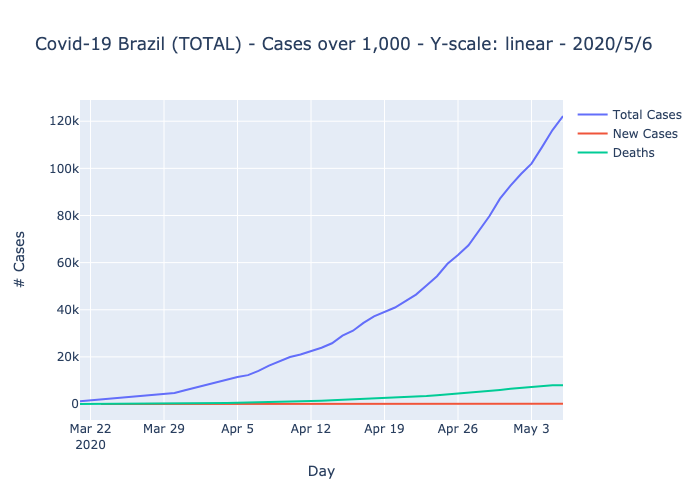 Covid-19 Brazil (TOTAL) - Cases over 1,000 - Y-scale: linear - 2020/5/6
Total Cases
New Cases
Deaths
# Cases
120k
100k
80k
60k
40k
20k
0
Mar 22 Mar 29 Apr 5 Apr 12 Apr 19 Apr 26 May 3
2020
Day